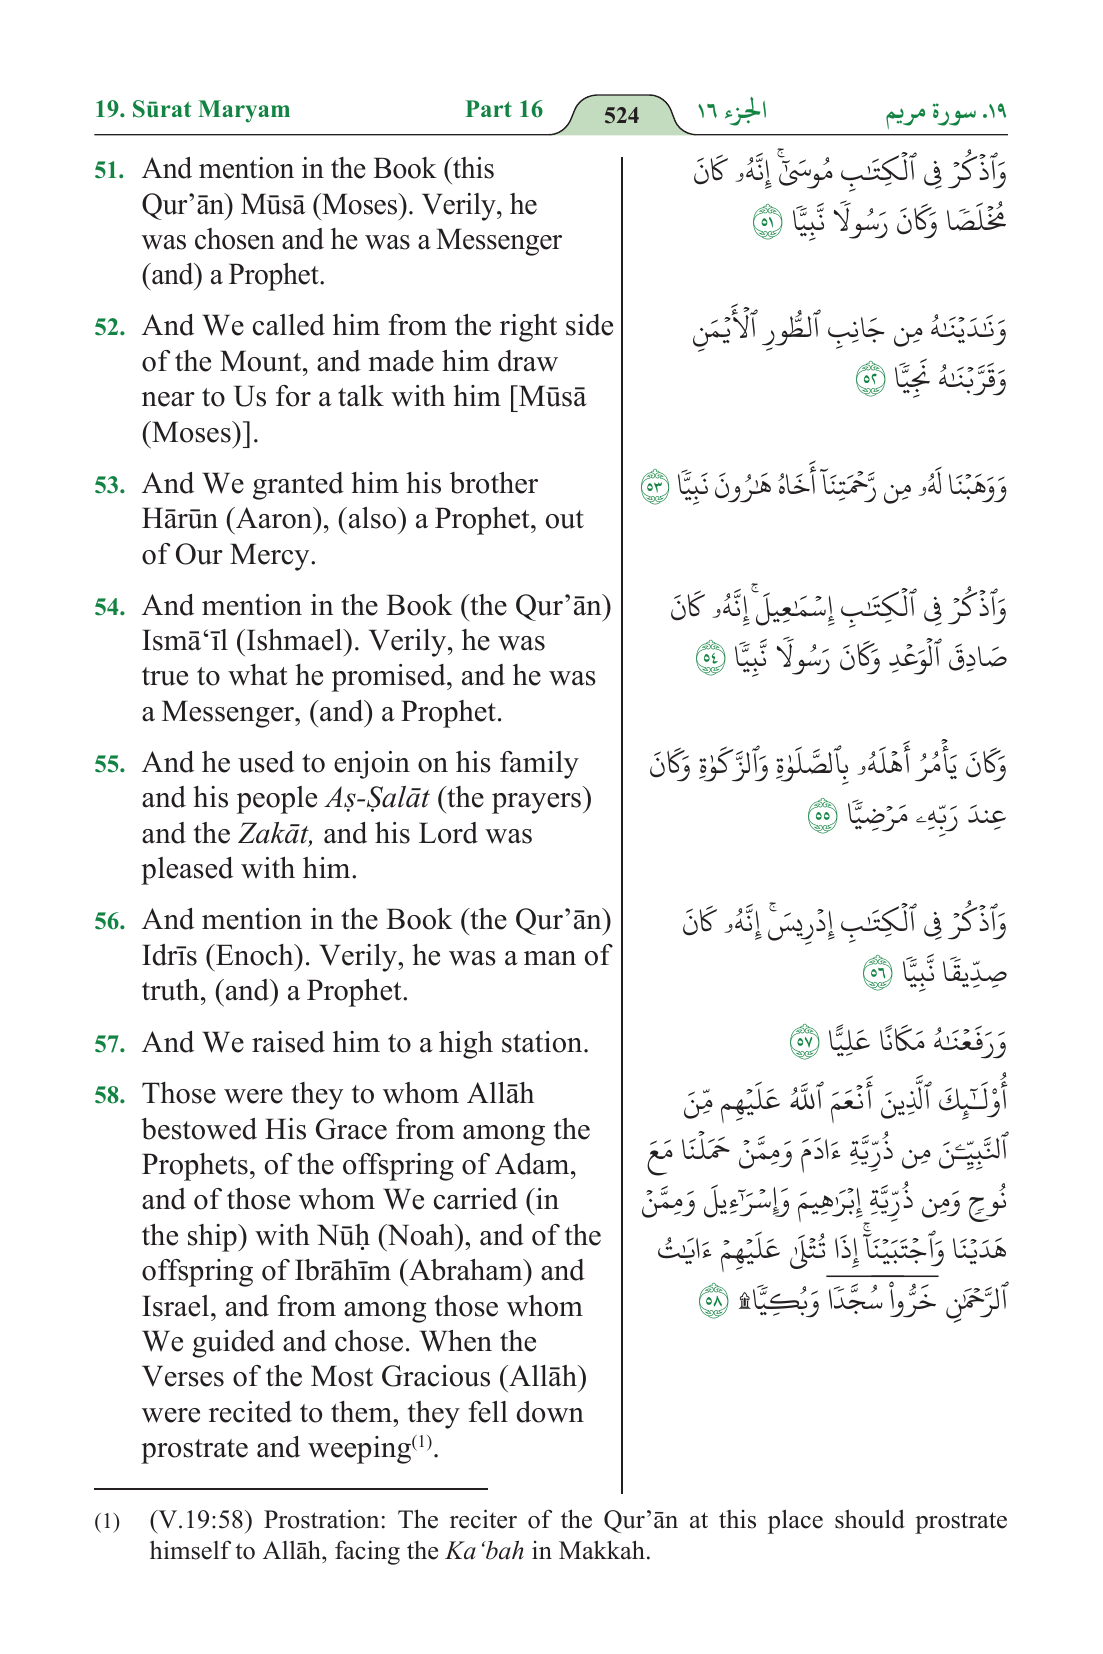 19. Sūrat Maryam Part 16 524 الجزء ١٦ ١٩. سورة مريم
51. And mention in the Book (this
Qur’ān) Mūsā (Moses). Verily, he
was chosen and he was a Messenger
(and) a Prophet.
52. And We called him from the right side
of the Mount, and made him draw
near to Us for a talk with him [Mūsā
(Moses)].
53. And We granted him his brother
Hārūn (Aaron), (also) a Prophet, out
of Our Mercy.
54. And mention in the Book (the Qur’ān)
Ismā‘īl (Ishmael). Verily, he was
true to what he promised, and he was
a Messenger, (and) a Prophet.
55. And he used to enjoin on his family
and his people Aṣ-Ṣalāt (the prayers)
and the Zakāt, and his Lord was
pleased with him.
56. And mention in the Book (the Qur’ān)
Idrīs (Enoch). Verily, he was a man of
truth, (and) a Prophet.
57. And We raised him to a high station.
58. Those were they to whom Allāh
bestowed His Grace from among the
Prophets, of the offspring of Adam,
and of those whom We carried (in
the ship) with Nūḥ (Noah), and of the
offspring of Ibrāhīm (Abraham) and
Israel, and from among those whom
We guided and chose. When the
Verses of the Most Gracious (Allāh)
were recited to them, they fell down
prostrate and weeping(1).
وَٱذۡكُرۡ فِى ٱلۡكِتَـٰبِ مُوسَىٰٓۚ إِنَّهُۥ كَانَ
مُخۡلَصٗا وَكَانَ رَسُولٗا نَّبِيّٗا ٥١
وَنَـٰدَيۡنَـٰهُ مِن جَانِبِ ٱلطُّورِ ٱلۡأَيۡمَنِ
وَقَرَّبۡنَـٰهُ نَجِيّٗا ٥٢
وَوَهَبۡنَا لَهُۥ مِن رَّحۡمَتِنَآ أَخَاهُ هَـٰرُونَ نَبِيّٗا ٥٣
وَٱذۡكُرۡ فِى ٱلۡكِتَـٰبِ إِسۡمَـٰعِيلَۚ إِنَّهُۥ كَانَ
صَادِقَ ٱلۡوَعۡدِ وَكَانَ رَسُولٗا نَّبِيّٗا ٥٤
وَكَانَ يَأۡمُرُ أَهۡلَهُۥ بِٱلصَّلَوٰةِ وَٱلزَّكَوٰةِ وَكَانَ
عِندَ رَبِّهِۦ مَرۡضِيّٗا ٥٥
وَٱذۡكُرۡ فِى ٱلۡكِتَـٰبِ إِدۡرِيسَۚ إِنَّهُۥ كَانَ
صِدِّيقٗا نَّبِيّٗا ٥٦
وَرَفَعۡنَـٰهُ مَكَانًا عَلِيًّا ٥٧
أُوْلَـٰٓئِكَ ٱلَّذِينَ أَنۡعَمَ ٱللَّهُ عَلَيۡهِم مِّنَ
ٱلنَّبِيِّـۧنَ مِن ذُرِّيَّةِ ءَادَمَ وَمِمَّنۡ حَمَلۡنَا مَعَ
نُوحٖ وَمِن ذُرِّيَّةِ إِبۡرَٰهِيمَ وَإِسۡرَـٰٓءِيلَ وَمِمَّنۡ
هَدَيۡنَا وَٱجۡتَبَيۡنَآۚ إِذَا تُتۡلَىٰ عَلَيۡهِمۡ ءَايَـٰتُ
ٱلرَّحۡمَـٰنِ خَرُّواْ سُجَّدٗا وَبُكِيّٗا۩ ٥٨
(1) (V.19:58) Prostration: The reciter of the Qur’ān at this place should prostrate
himself to Allāh, facing the Ka‘bah in Makkah.